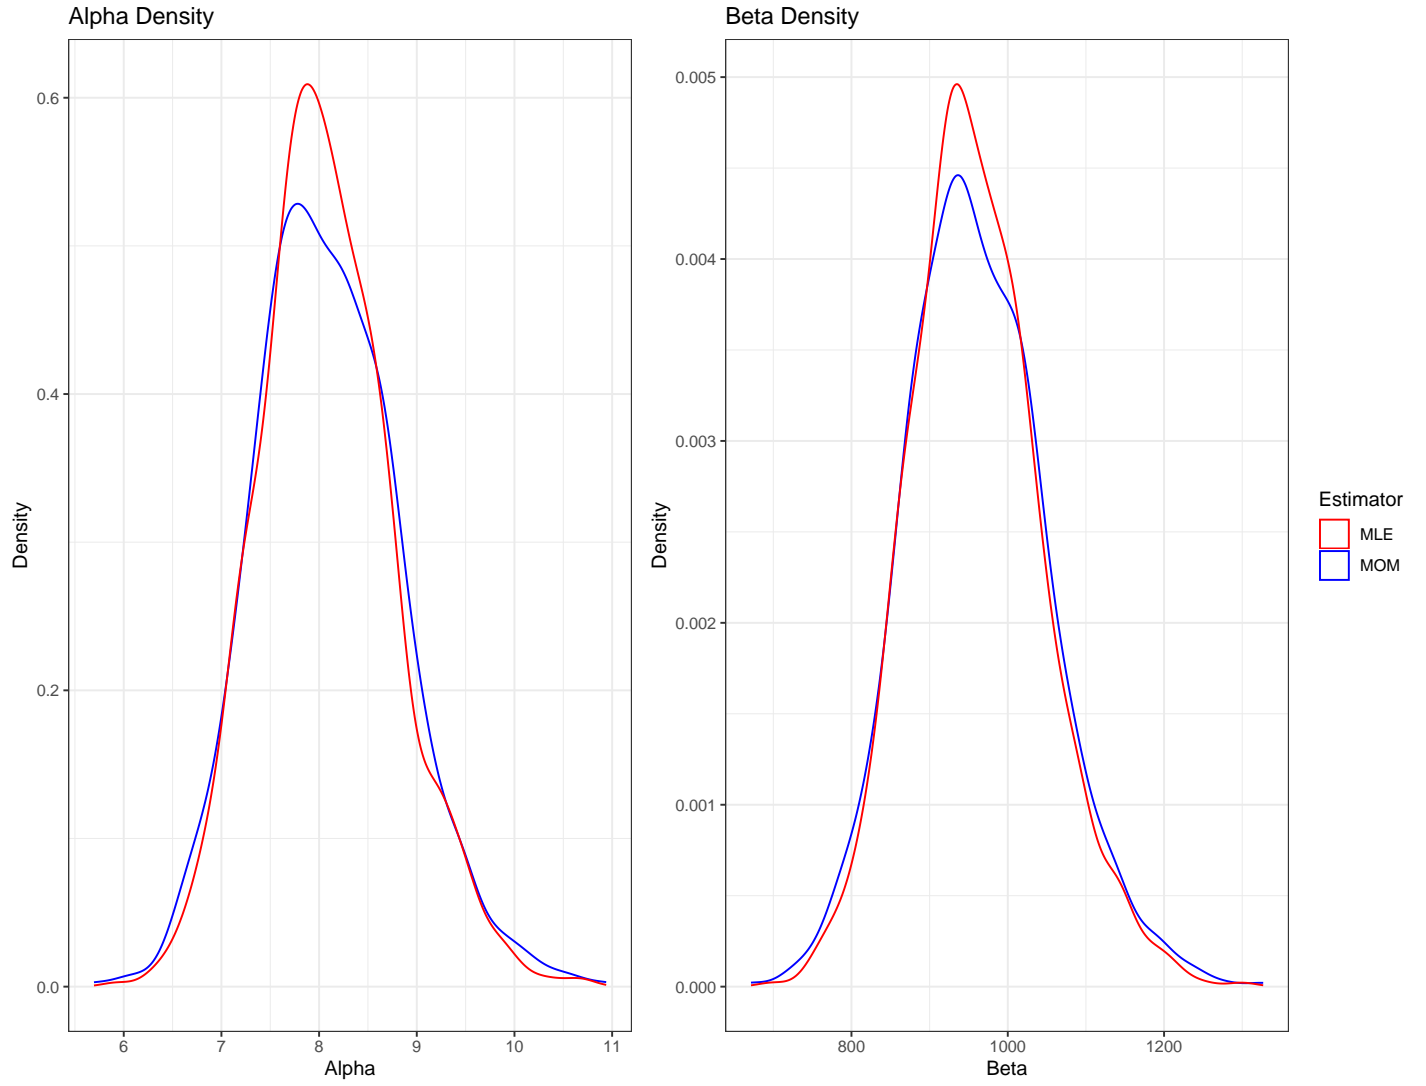 Alpha Density
Density
0.6
0.4
0.2
0.0
6 7 8 9 10 11
Alpha
Beta Density
Density
0.005
0.004
0.003
0.002
0.001
0.000
800 1000 1200
Beta
Estimator
MLE
MOM